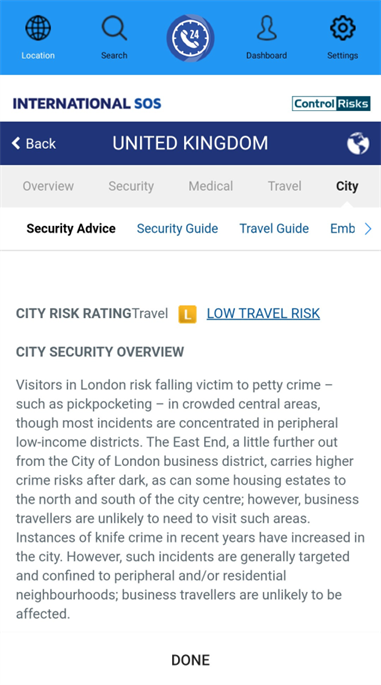 24
Location Search Dashboard Settings
INTERNATIONAL SOS Control Risks
Back UNITED KINGDOM
Overview Security Medical Travel City
Security Advice Security Guide Travel Guide Emb
CITY RISK RATINGTravel L LOW TRAVEL RISK
CITY SECURITY OVERVIEW
Visitors in London risk falling victim to petty crime –
such as pickpocketing – in crowded central areas,
though most incidents are concentrated in peripheral
low-income districts. The East End, a little further out
from the City of London business district, carries higher
crime risks after dark, as can some housing estates to
the north and south of the city centre; however, business
travellers are unlikely to need to visit such areas.
Instances of knife crime in recent years have increased in
the city. However, such incidents are generally targeted
and confined to peripheral and/or residential
neighbourhoods; business travellers are unlikely to be
affected.
DONE